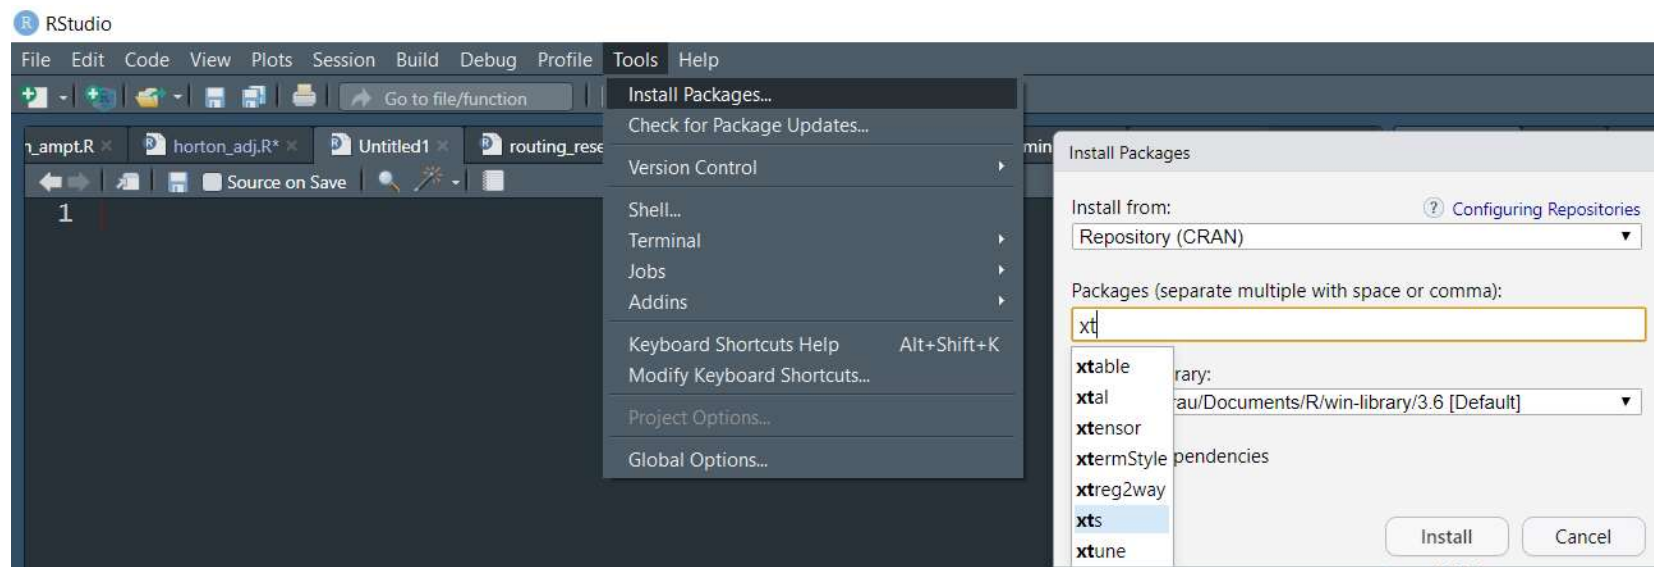 RStudio
File Edit Code View Plots Session Build Debug Profile Tools Help
Go to file/function
Install Packages...
Check for Package Updates...
Version Control
Shell...
Terminal
Jobs
Addins
Keyboard Shortcuts Help Alt+Shift+K
Modify Keyboard Shortcuts...
Project Options...
Global Options...
n_ampt.R horton_adj.R* Untitled1 routing_rese
Source on Save
1
min
Install Packages
Install from: ? Configuring Repositories
Repository (CRAN)
Packages (separate multiple with space or comma):
xt
xtable
xtal
xtensor
xtermStyle
xtreg2way
xts
xtune
rary:
au/Documents/R/win-library/3.6 [Default]
pendencies
Install Cancel